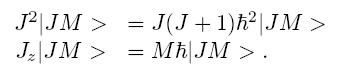 J²|JM > = J(J + 1)ħ²|JM >
J_z|JM > = Mħ|JM > .